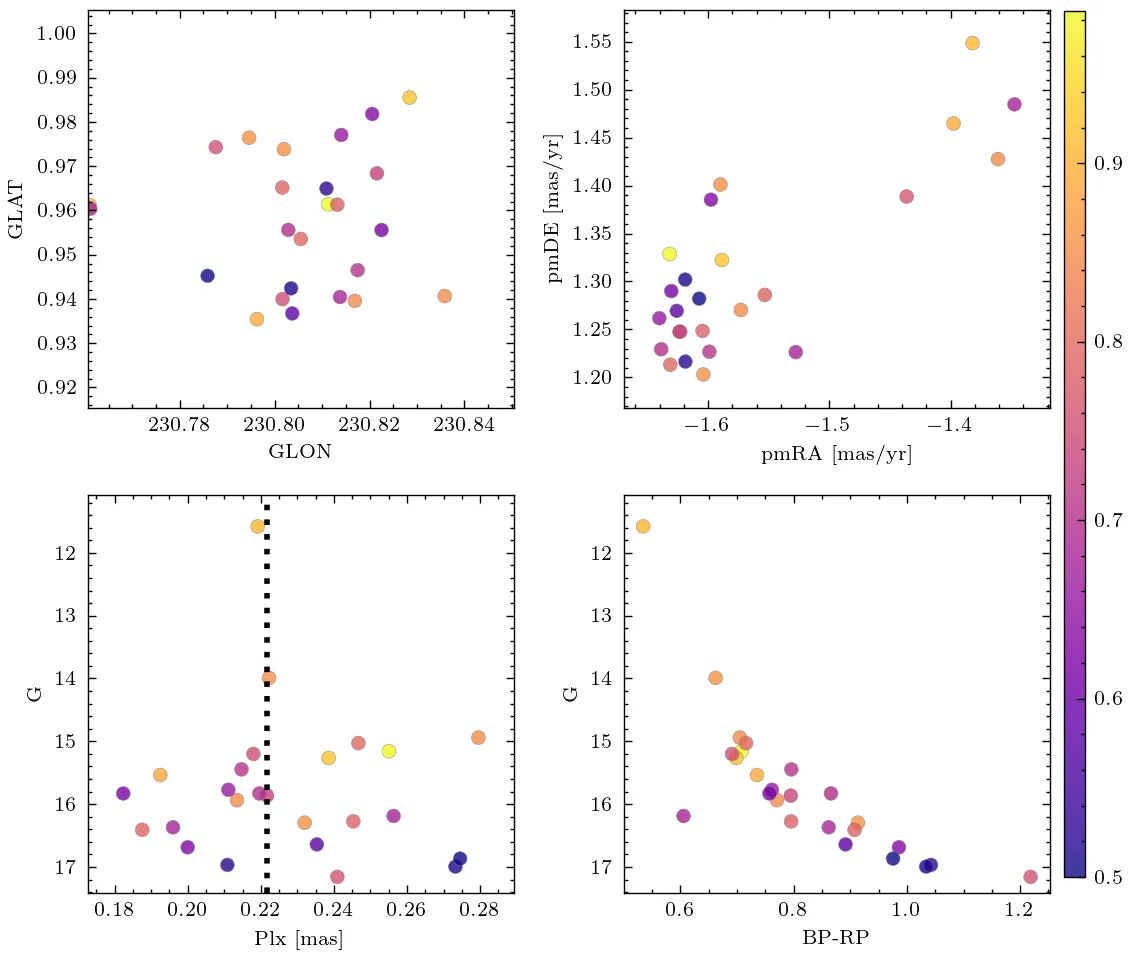 1.00
0.99
0.98
0.97
0.96
0.95
0.94
0.93
0.92
GLAT
230.78 230.80 230.82 230.84
GLON
1.55
1.50
1.45
1.40
1.35
1.30
1.25
1.20
pmDE [mas/yr]
−1.6 −1.5 −1.4
pmRA [mas/yr]
12
13
14
15
16
17
G
0.18 0.20 0.22 0.24 0.26 0.28
Plx [mas]
12
13
14
15
16
17
G
0.6 0.8 1.0 1.2
BP-RP
0.9
0.8
0.7
0.6
0.5